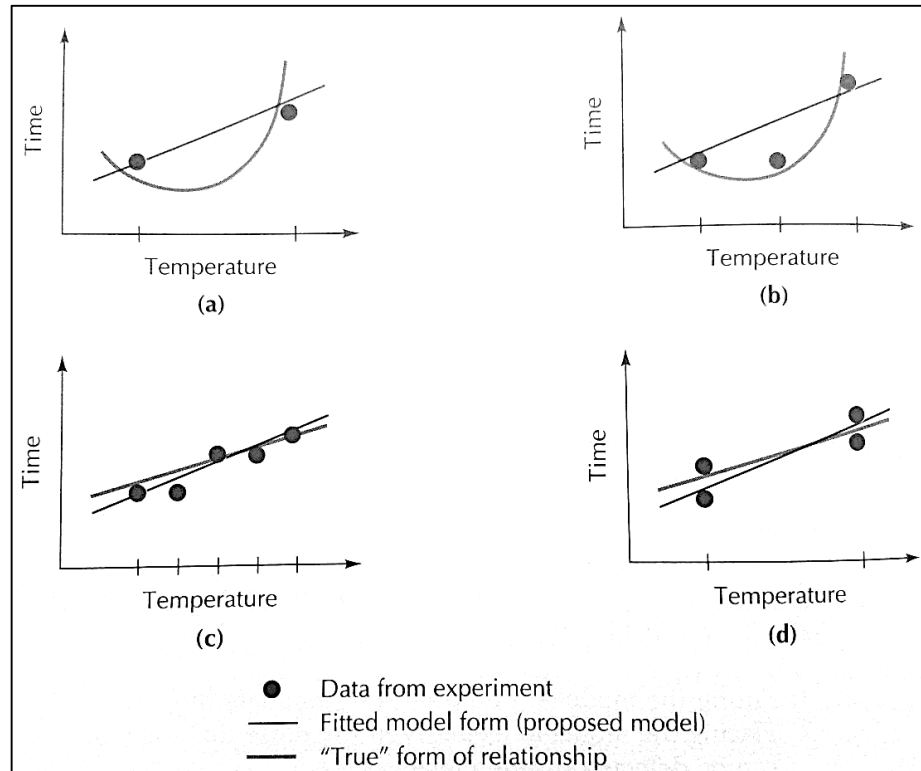 Time
Temperature
(a)
Time
Temperature
(b)
Time
Temperature
(c)
Time
Temperature
(d)
Data from experiment
Fitted model form (proposed model)
"True" form of relationship